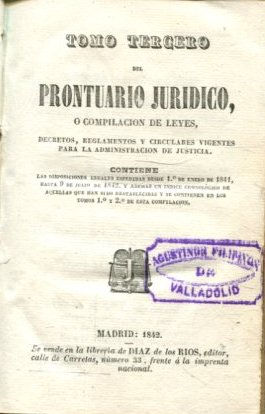 TOMO TERCERO
DEL
PRONTUARIO JURIDICO,
O COMPILACION DE LEYES,
DECRETOS, REGLAMENTOS Y CIRCULARES VIGENTES
PARA LA ADMINISTRACION DE JUSTICIA.
CONTIENE
LAS DISPOSICIONES LEGALES ESPEDIDAS DESDE 1.º DE ENERO DE 1841,
HASTA 9 DE JULIO DE 1842. Y ADEMAS UN INDICE CRONOLOGICO DE
AQUELLAS QUE HAN SIDO RESTABLECIDAS Y SE CONTIENEN EN LOS
TOMOS 1.º Y 2.º DE ESTA COMPILACION.
AGUSTINOS FILIPINOS
DE
VALLADOLID
MADRID: 1842.
Se vende en la libreria de DIAZ de los RIOS, editor,
calle de Carretas, número 33, frente á la imprenta
nacional.